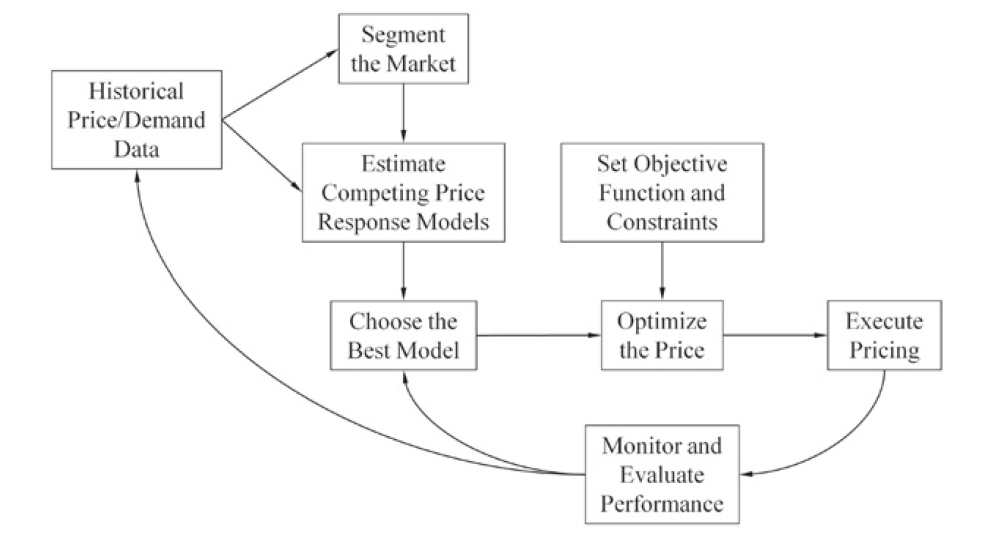 Segment
the Market
Historical
Price/Demand
Data
Estimate
Competing Price
Response Models
Set Objective
Function and
Constraints
Choose the
Best Model
Optimize
the Price
Execute
Pricing
Monitor and
Evaluate
Performance